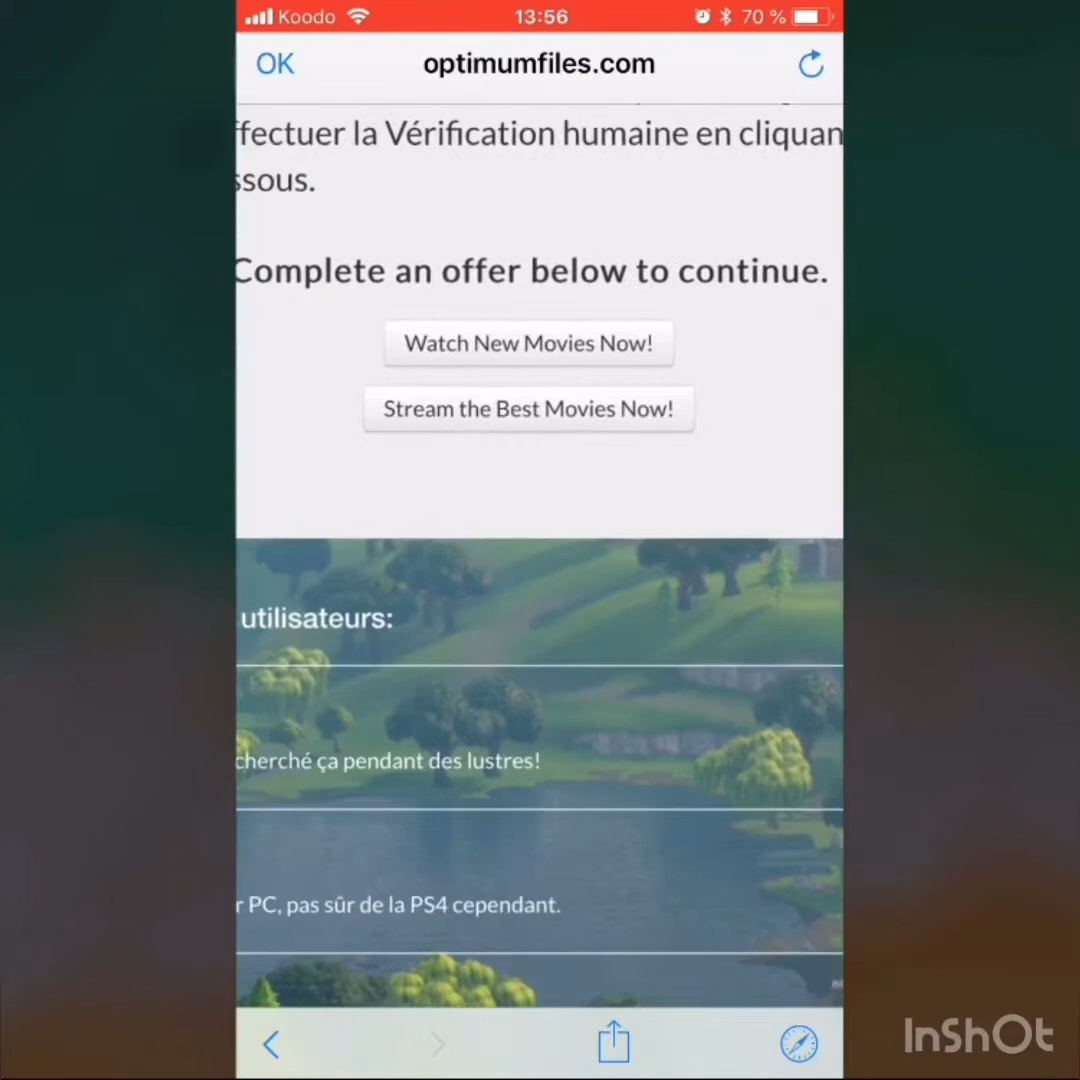 Koodo 13:56 70 %
OK optimumfiles.com
ffectuer la Vérification humaine en cliquan
ssous.
Complete an offer below to continue.
Watch New Movies Now!
Stream the Best Movies Now!
utilisateurs:
cherché ça pendant des lustres!
r PC, pas sûr de la PS4 cependant.
InShOt